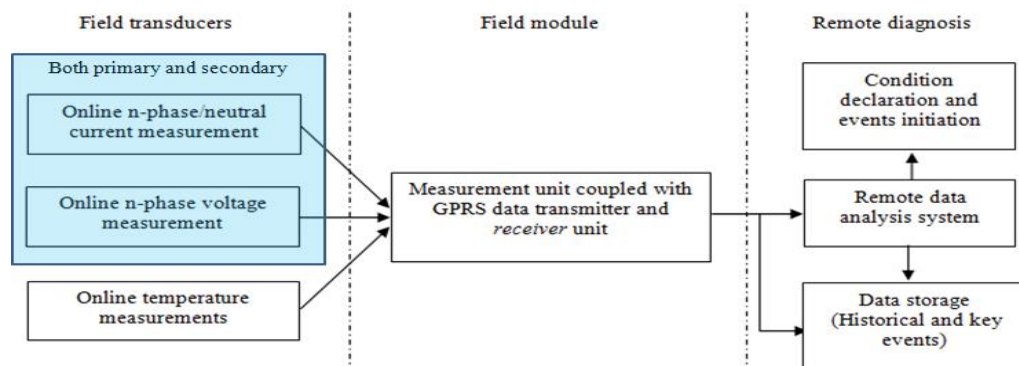 Field transducers
Both primary and secondary
Online n-phase/neutral
current measurement
Online n-phase voltage
measurement
Online temperature
measurements
Field module
Measurement unit coupled with
GPRS data transmitter and
receiver unit
Remote diagnosis
Condition
declaration and
events initiation
Remote data
analysis system
Data storage
(Historical and key
events)